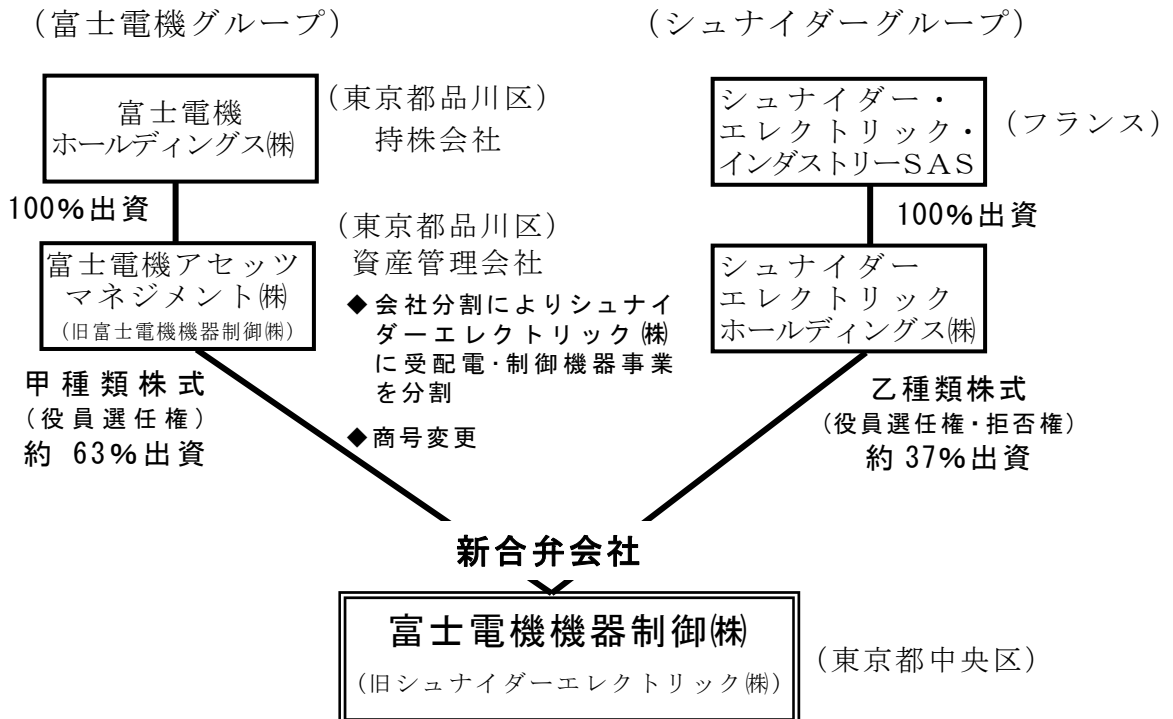 （富士電機グループ）
（シュナイダーグループ）
富士電機
ホールディングス㈱
（東京都品川区）
持株会社
シュナイダー・
エレクトリック・
インダストリーＳＡＳ
（フランス）
100％出資
100％出資
富士電機アセッツ
マネジメント㈱
（旧富士電機機器制御㈱）
（東京都品川区）
資産管理会社
◆会社分割によりシュナイ
ダーエレクトリック㈱
に受配電・制御機器事業
を分割
◆商号変更
シュナイダー
エレクトリック
ホールディングス㈱
甲種類株式
（役員選任権）
約 63％出資
乙種類株式
（役員選任権・拒否権）
約 37％出資
新合弁会社
富士電機機器制御㈱
（旧シュナイダーエレクトリック㈱）
（東京都中央区）